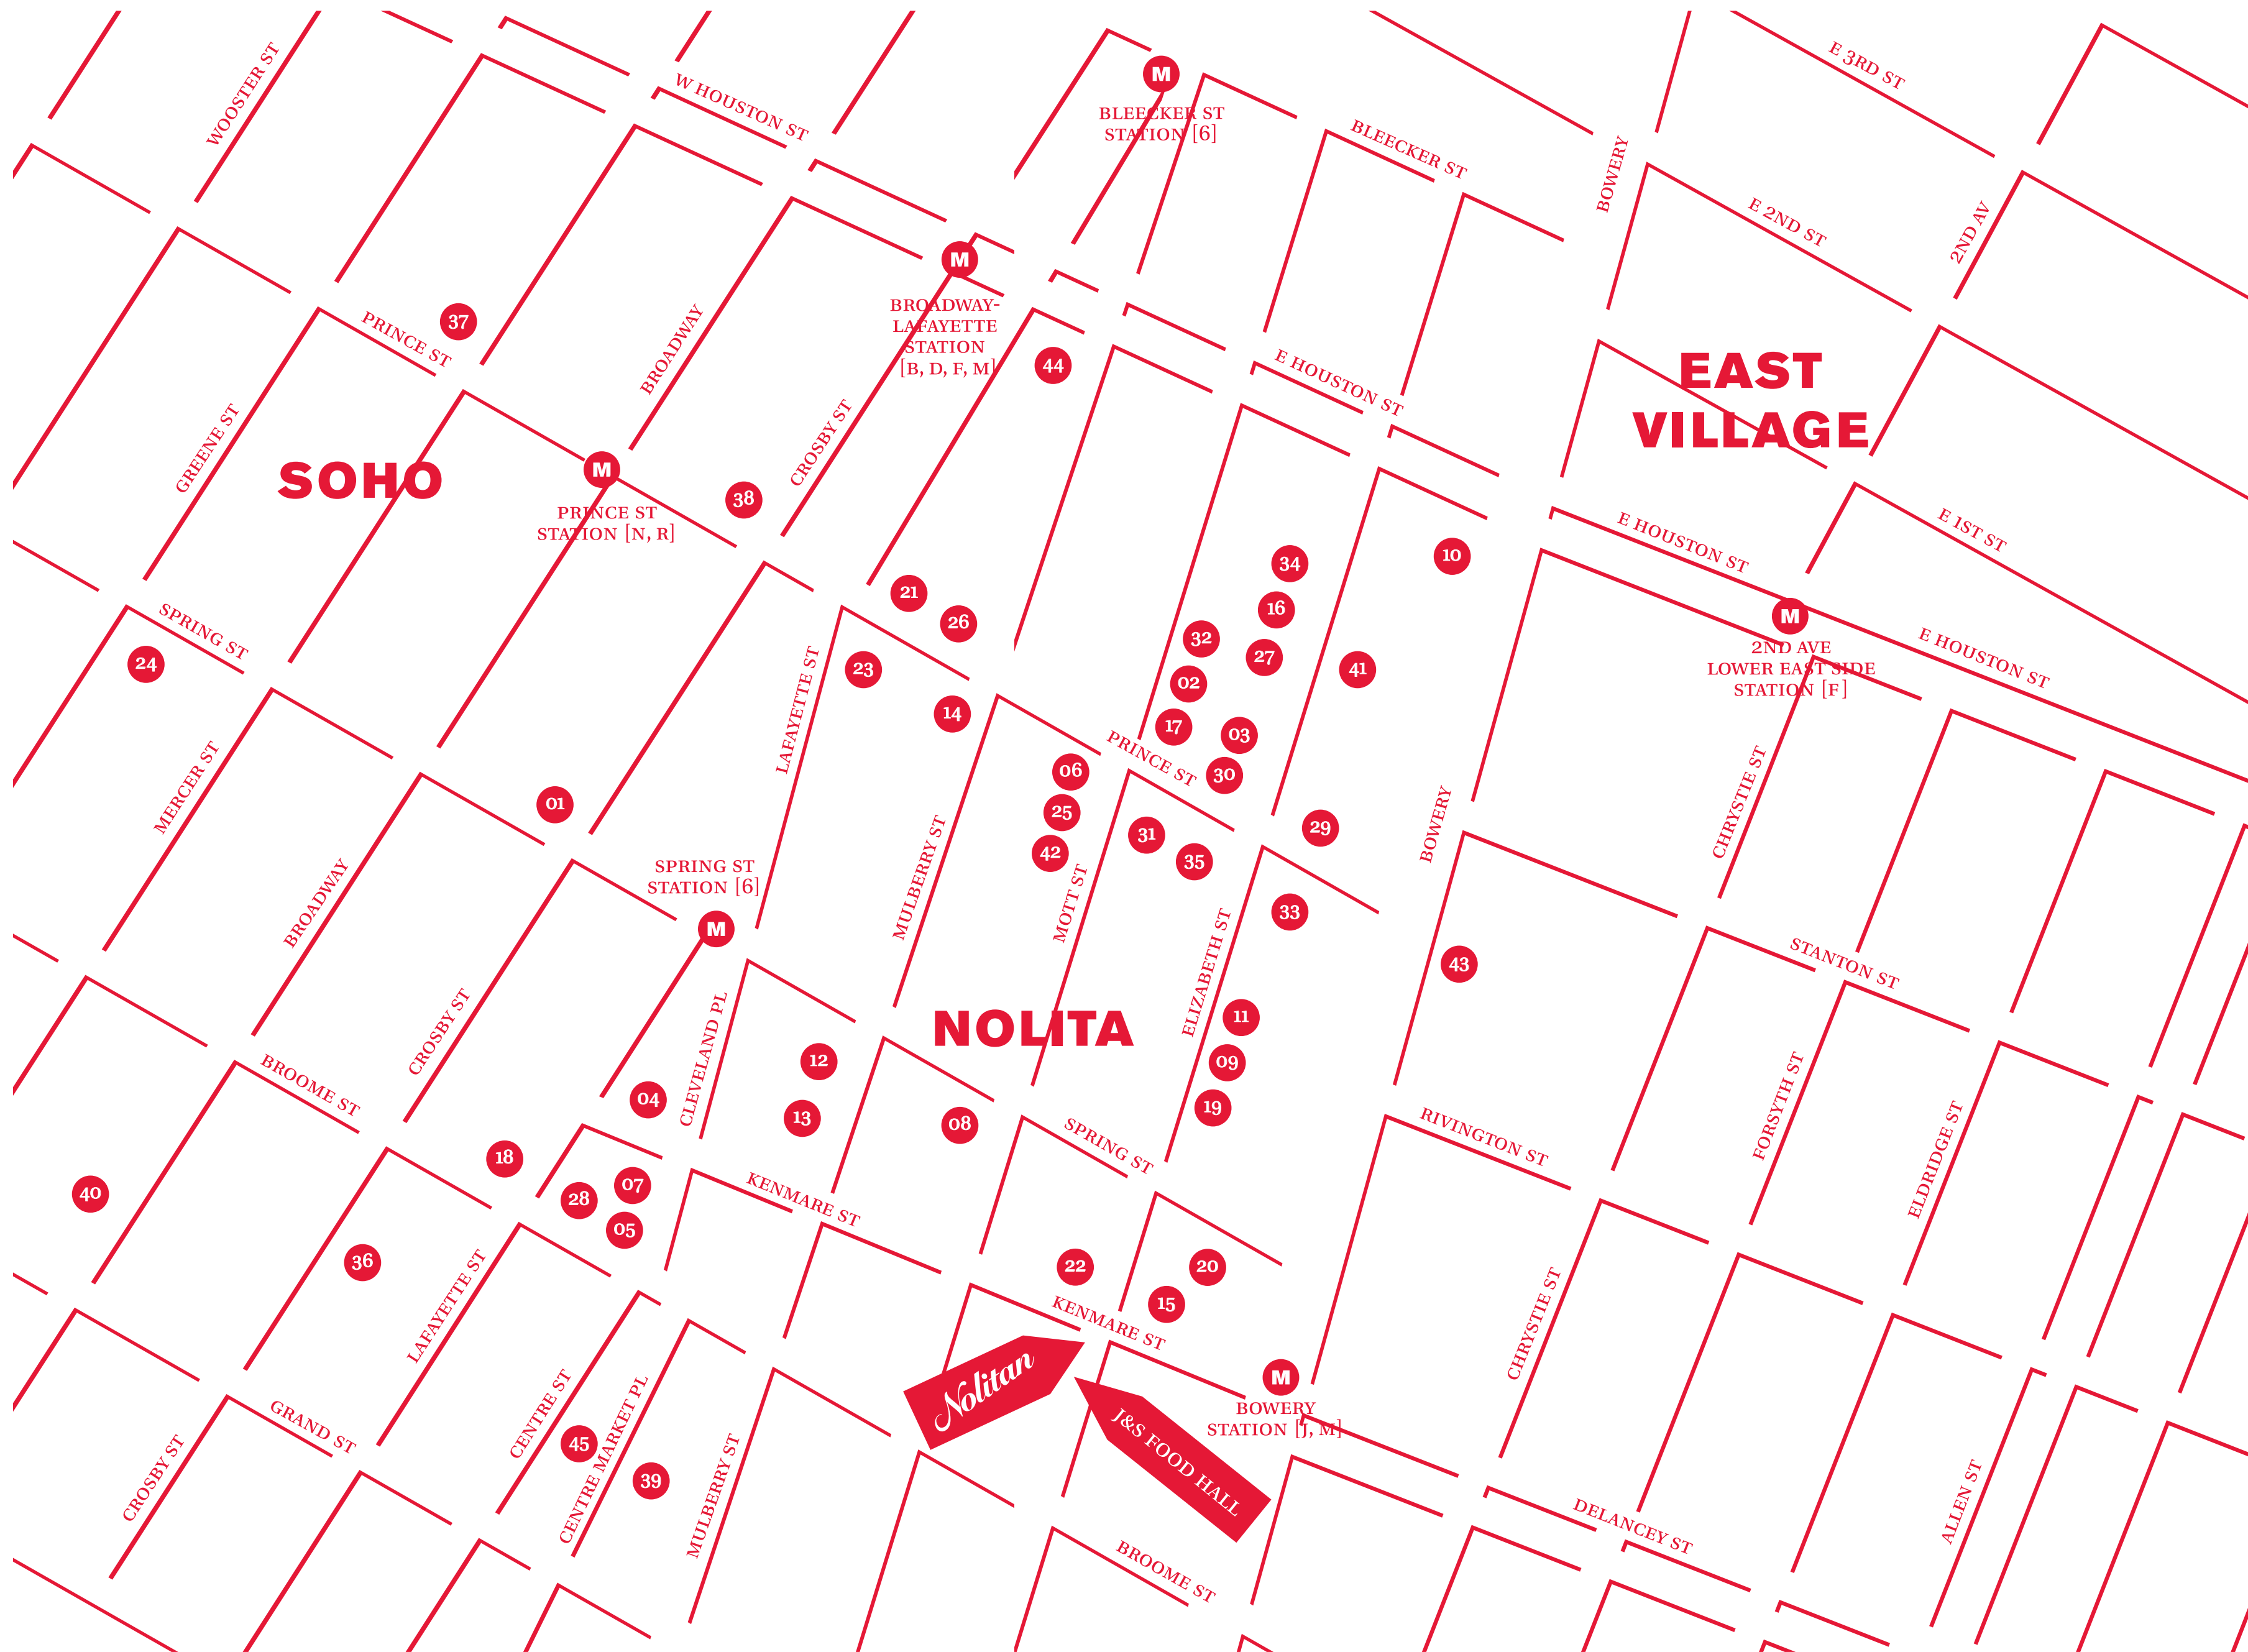 WOOSTER ST
W HOUSTON ST
M
BLEECKER ST
STATION [6]
BLEECKER ST
BOWERY
E 3RD ST
E 2ND ST
2ND AV
M
BROADWAY-
LAFAYETTE
STATION
[B, D, F, M]
37
PRINCE ST
BROADWAY
44
E HOUSTON ST
EAST
VILLAGE
GREENE ST
SOHO
M
PRINCE ST
STATION [N, R]
38
CROSBY ST
10
E HOUSTON ST
E 1ST ST
34
21
16
26
M
2ND AVE
LOWER EAST SIDE
STATION [F]
E HOUSTON ST
SPRING ST
24
32
27
41
23
02
LAFAYETTE ST
14
17
03
PRINCE ST
30
06
MERCER ST
01
25
29
31
42
35
BOWERY
CHRYSTIE ST
SPRING ST
STATION [6]
M
BROADWAY
MULBERRY ST
MOTT ST
33
ELIZABETH ST
43
STANTON ST
CROSBY ST
NOLITA
11
CLEVELAND PL
12
09
BROOME ST
04
13
08
19
SPRING ST
RIVINGTON ST
FORSYTH ST
ELDRIDGE ST
18
40
28
07
05
KENMARE ST
36
22
20
15
LAFAYETTE ST
KENMARE ST
CHRYSTIE ST
Nolitan
M
BOWERY
STATION [J, M]
J&S FOOD HALL
GRAND ST
CENTRE ST
45
CENTRE MARKET PL
39
MULBERRY ST
CROSBY ST
DELANCEY ST
ALLEN ST
BROOME ST